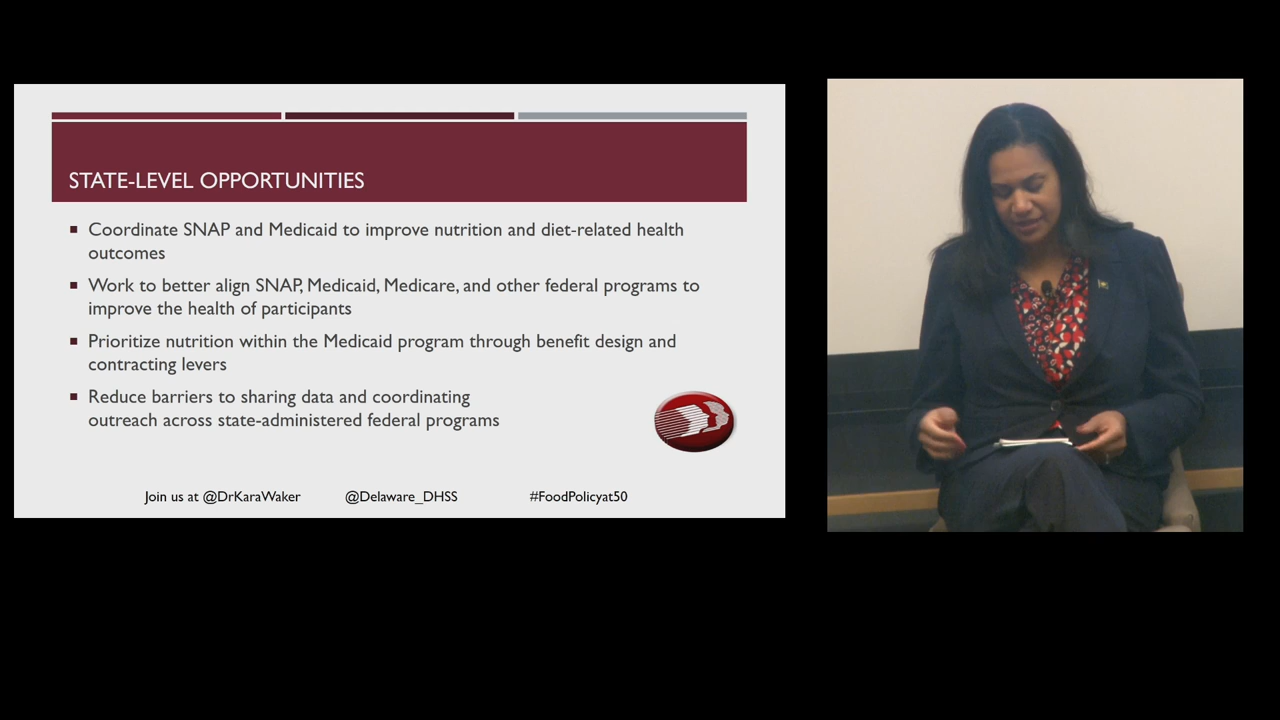 STATE-LEVEL OPPORTUNITIES
Coordinate SNAP and Medicaid to improve nutrition and diet-related health
outcomes
Work to better align SNAP, Medicaid, Medicare, and other federal programs to
improve the health of participants
Prioritize nutrition within the Medicaid program through benefit design and
contracting levers
Reduce barriers to sharing data and coordinating
outreach across state-administered federal programs
Join us at @DrKaraWaker @Delaware_DHSS #FoodPolicyat50